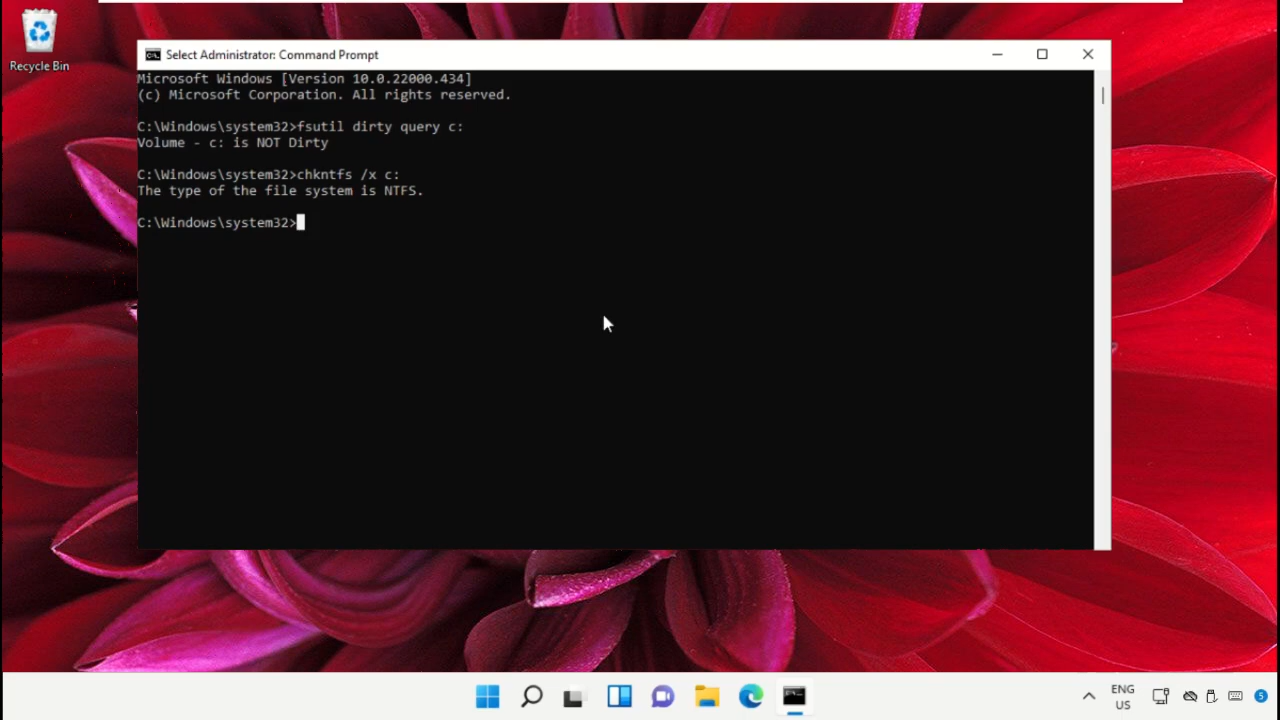 Recycle Bin
Select Administrator: Command Prompt
Microsoft Windows [Version 10.0.22000.434]
(c) Microsoft Corporation. All rights reserved.
C:\Windows\system32>fsutil dirty query c:
Volume - c: is NOT Dirty
C:\Windows\system32>chkntfs /x c:
The type of the file system is NTFS.
C:\Windows\system32>
ENG
US
5